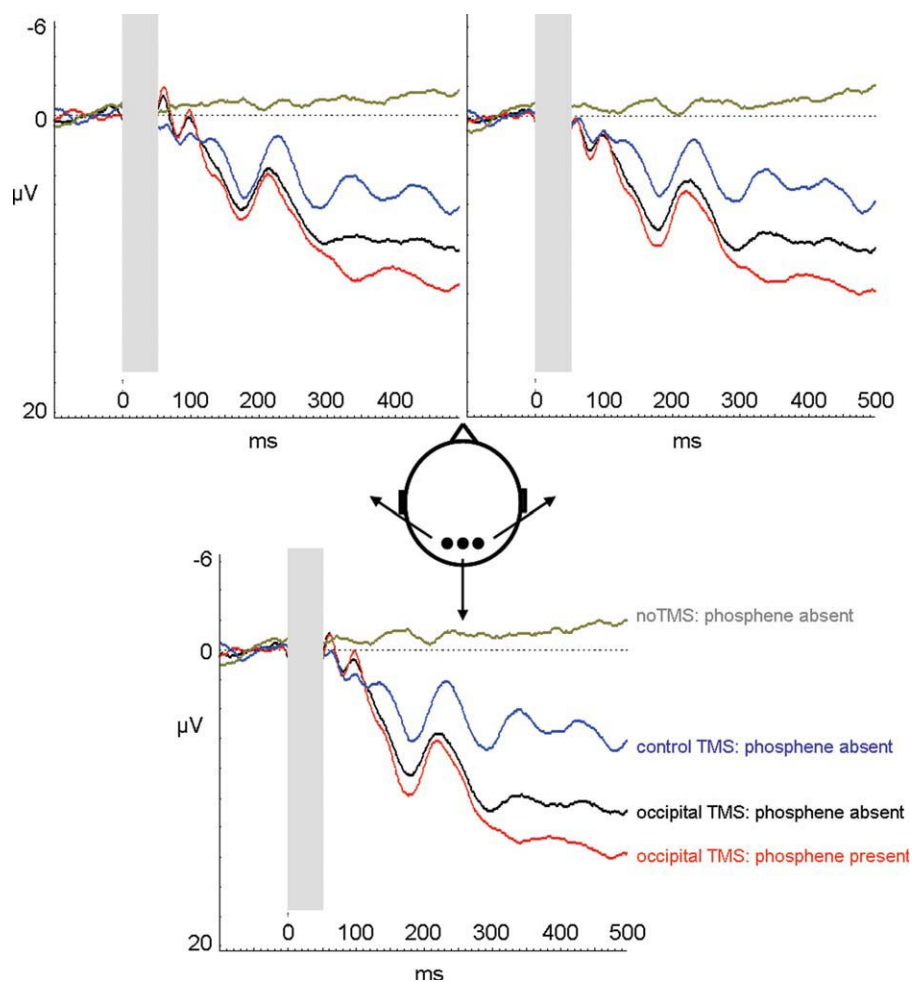 -6
0
µV
20
0 100 200 300 400
ms
0 100 200 300 400 500
ms
-6
0
µV
20
0 100 200 300 400 500
ms
noTMS: phosphene absent
control TMS: phosphene absent
occipital TMS: phosphene absent
occipital TMS: phosphene present